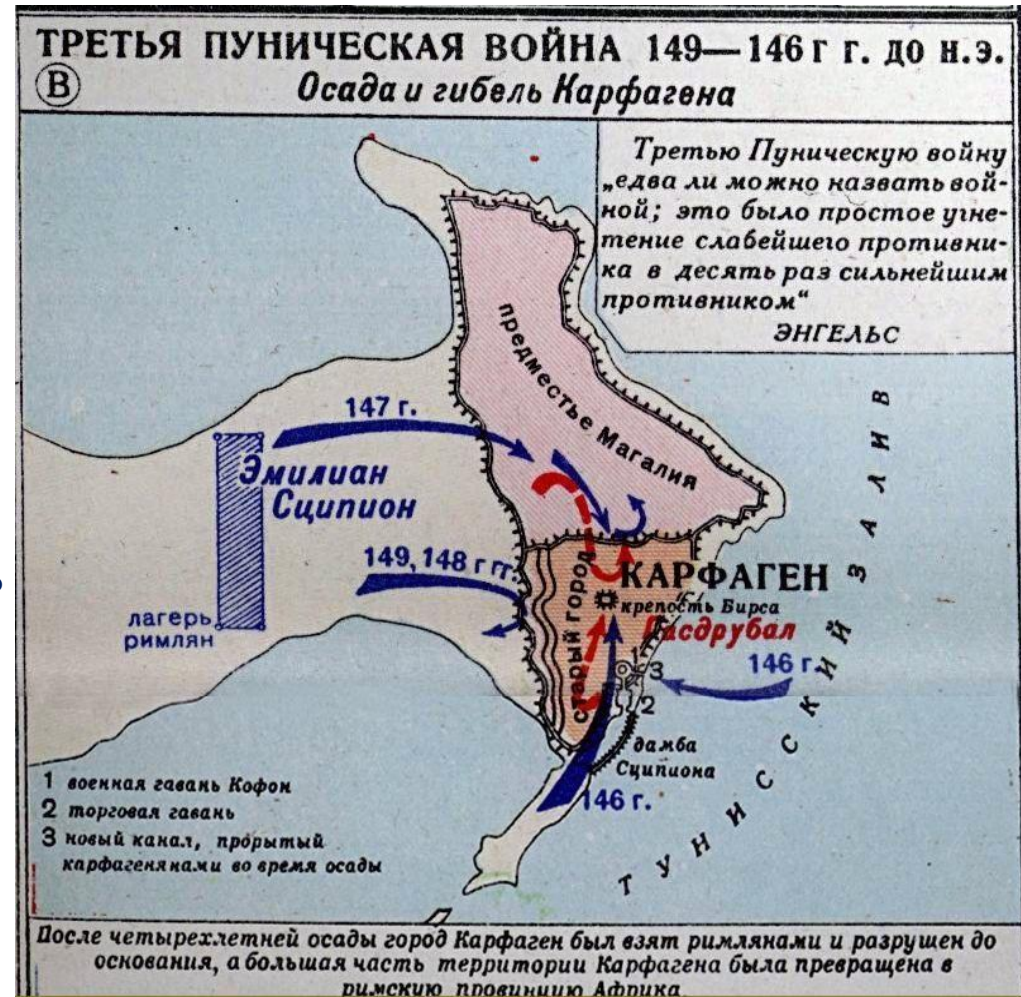 ТРЕТЬЯ ПУНИЧЕСКАЯ ВОЙНА 149—146 г г. до н.э.
В
Осада и гибель Карфагена
Третью Пуническую войну
„едва ли можно назвать вой-
ной; это было простое угне-
тение слабейшего противни-
ка в десять раз сильнейшим
противником“
ЭНГЕЛЬС
предместье Магалия
147 г.
Эмилиан
Сципион
149, 148 г гг.
лагерь
римлян
старый город
КАРФАГЕН
крепость Бирса
Гасдрубал
1
3
2
146 г.
дамба
Сципиона
146 г.
ТУНИССКИЙ ЗАЛИВ
1 военная гавань Кофон
2 торговая гавань
3 новый канал, прорытый
карфагенянами во время осады
После четырехлетней осады город Карфаген был взят римлянами и разрушен до
основания, а большая часть территории Карфагена была превращена в
римскую провинцию Африка